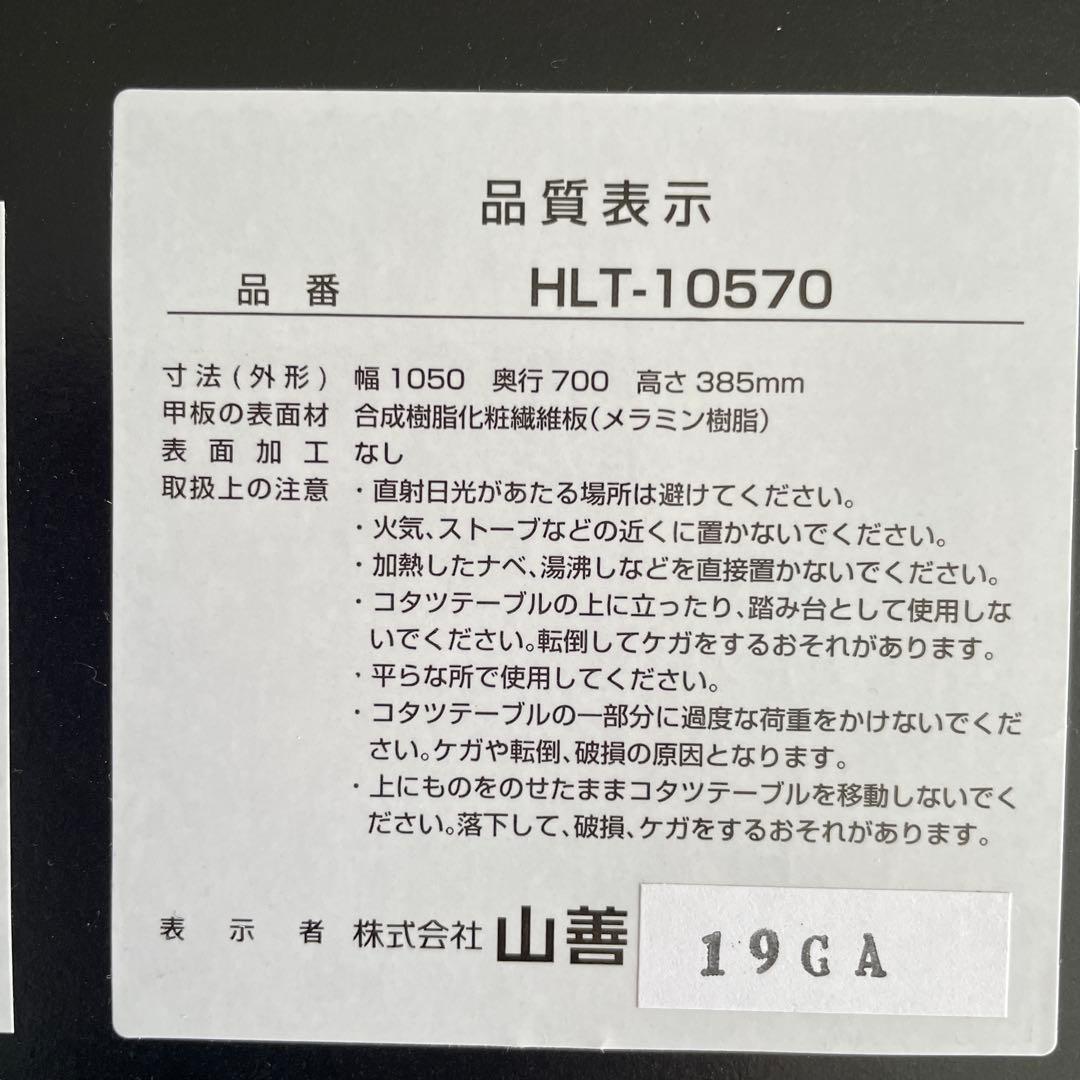 品質表示
品番 HLT-10570
寸法(外形) 幅1050 奥行700 高さ385mm
甲板の表面材 合成樹脂化粧繊維板(メラミン樹脂)
表面加工 なし
取扱上の注意 ・直射日光があたる場所は避けてください。
・火気、ストーブなどの近くに置かないでください。
・加熱したナベ、湯沸しなどを直接置かないでください。
・コタツテーブルの上に立ったり、踏み台として使用しな
いでください。転倒してケガをするおそれがあります。
・平らな所で使用してください。
・コタツテーブルの一部分に過度な荷重をかけないでくだ
さい。ケガや転倒、破損の原因となります。
・上にものをのせたままコタツテーブルを移動しないでく
ださい。落下して、破損、ケガをするおそれがあります。
表示者 株式会社 山善 19GA